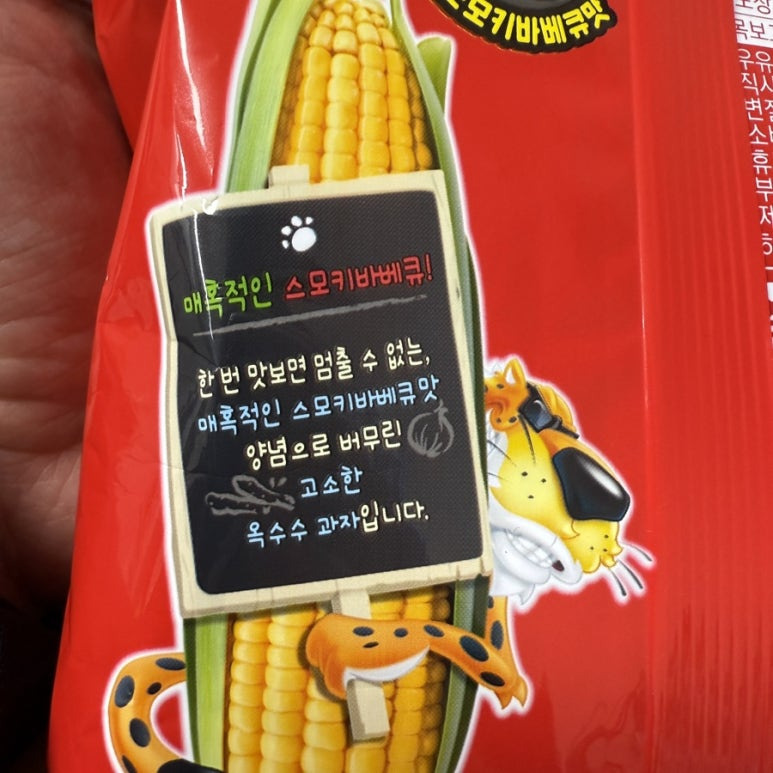 스모키바베큐맛
매혹적인 스모키바베큐!
한 번 맛보면 멈출 수 없는,
매혹적인 스모키바베큐맛
양념으로 버무린
고소한
옥수수 과자입니다.